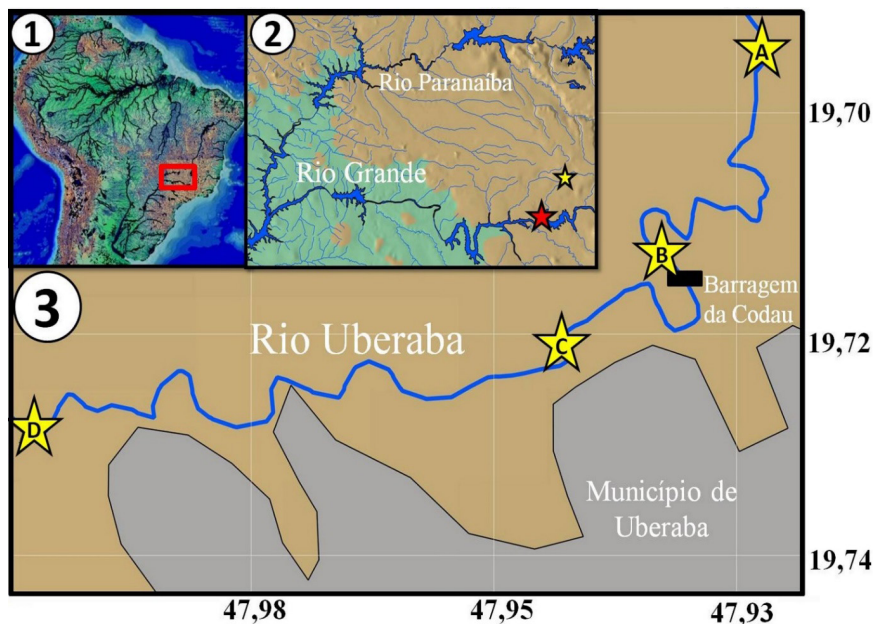 1
2
Rio Paranaíba
Rio Grande
A
19,70
B
Barragem
da Codau
3
Rio Uberaba
C
19,72
D
Município de
Uberaba
19,74
47,98
47,95
47,93